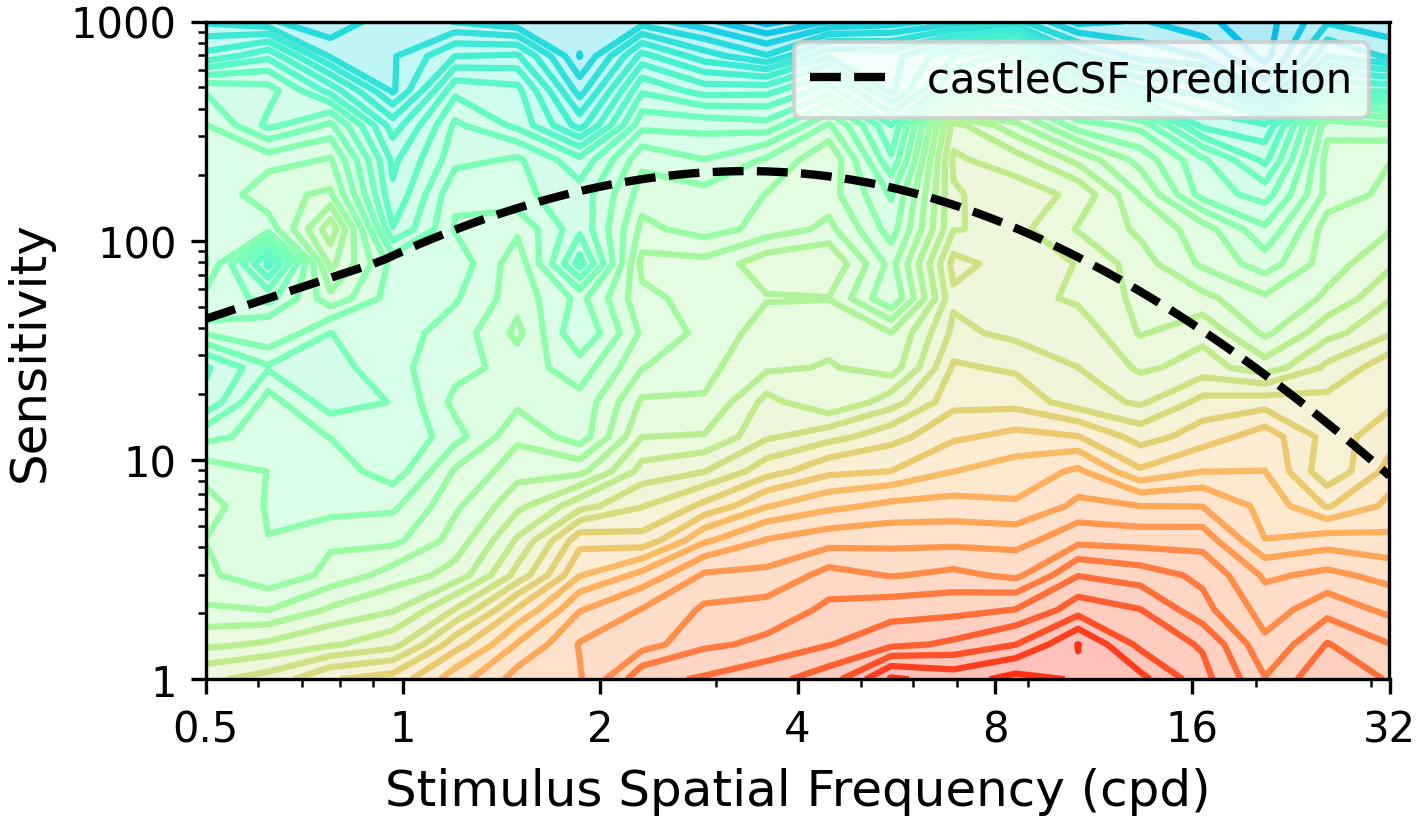 1000
100
10
1
Sensitivity
castleCSF prediction
0.5 1 2 4 8 16 32
Stimulus Spatial Frequency (cpd)